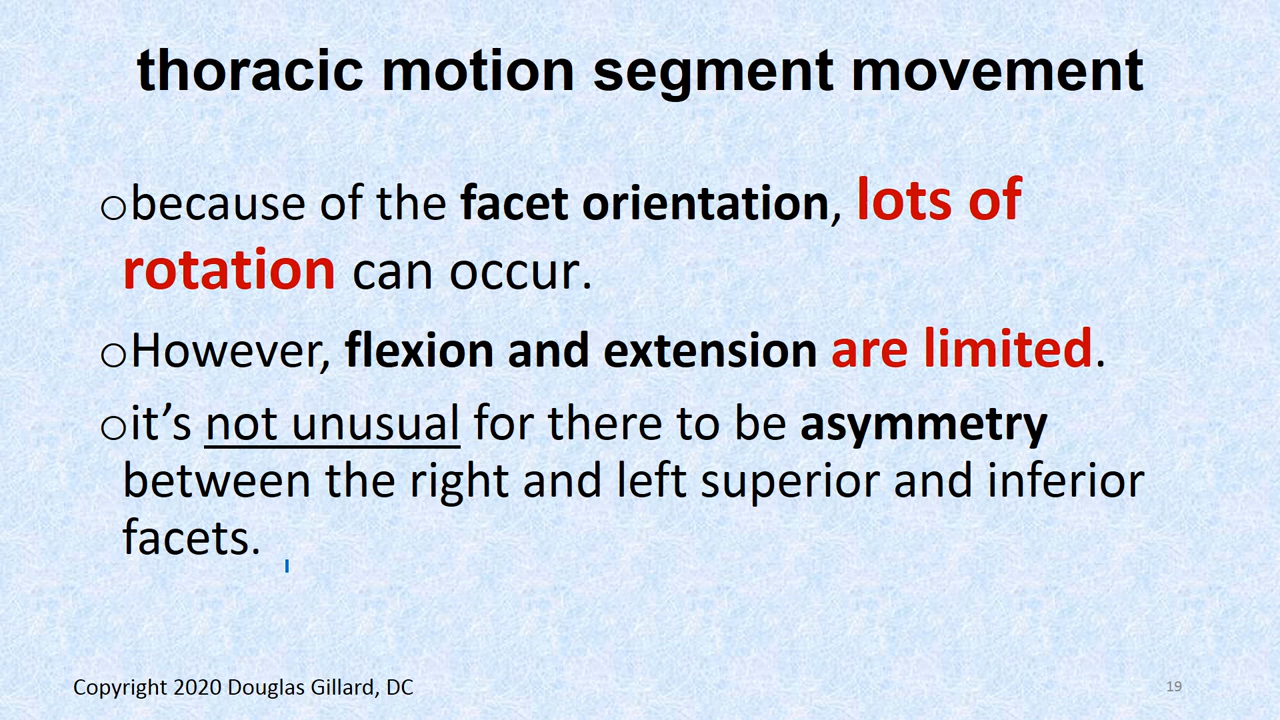 thoracic motion segment movement
○because of the facet orientation, lots of
rotation can occur.
○However, flexion and extension are limited.
○it’s not unusual for there to be asymmetry
between the right and left superior and inferior
facets.
Copyright 2020 Douglas Gillard, DC
19